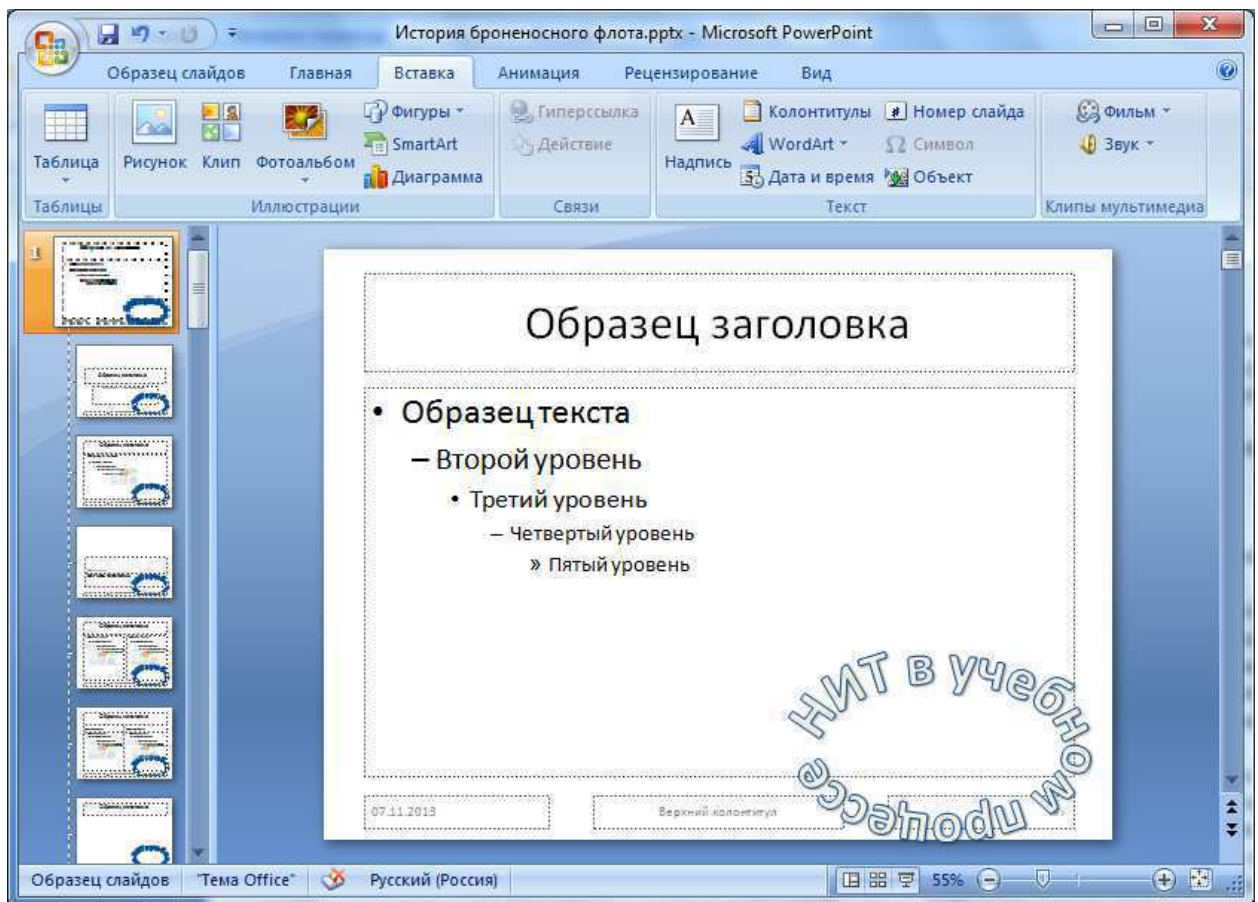 История броненосного флота.pptx - Microsoft PowerPoint
Образец слайдов Главная Вставка Анимация Рецензирование Вид
Таблица
Таблицы
Рисунок Клип Фотоальбом
Фигуры
SmartArt
Диаграмма
Иллюстрации
Гиперссылка
Действие
Связи
Надпись
Колонтитулы
WordArt
Дата и время
Номер слайда
Символ
Объект
Текст
Фильм
Звук
Клипы мультимедиа
1
Образец заголовка
• Образец текста
– Второй уровень
• Третий уровень
– Четвертый уровень
» Пятый уровень
НИТ в учебном процессе
07.11.2013
Верхний колонтитул
Образец слайдов "Тема Office" Русский (Россия) 55%